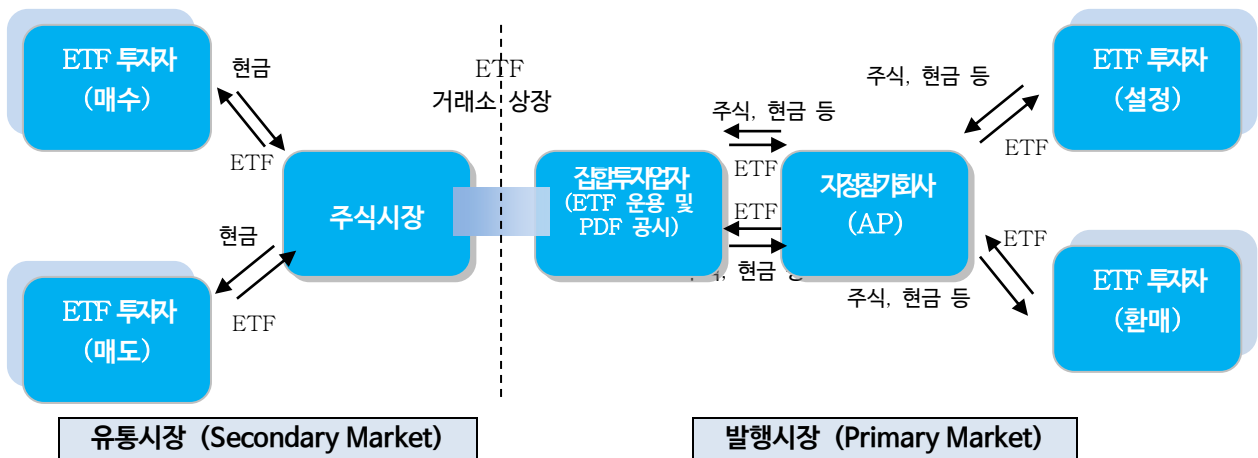 ETF 투자자
(매수)
현금
ETF
ETF
거래소 상장
주식시장
현금
ETF
ETF 투자자
(매도)
집합투자업자
(ETF 운용 및
PDF 공시)
주식, 현금 등
ETF
ETF
식, 현금
지정참가회사
(AP)
주식, 현금 등
ETF
ETF 투자자
(설정)
ETF
주식, 현금 등
ETF 투자자
(환매)
유통시장 (Secondary Market)
발행시장 (Primary Market)